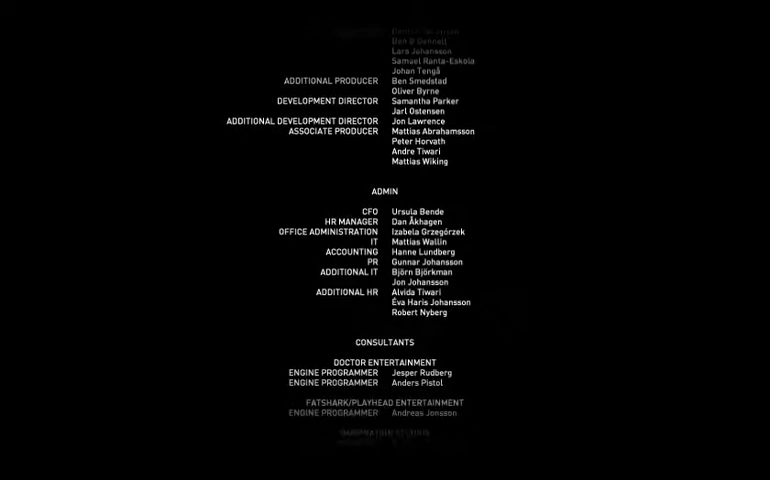 Lars Johansson
Samuel Ranta-Eskola
Johan Tengå
ADDITIONAL PRODUCER Ben Smedstad
Oliver Byrne
DEVELOPMENT DIRECTOR Samantha Parker
Jarl Ostensen
ADDITIONAL DEVELOPMENT DIRECTOR Jon Lawrence
ASSOCIATE PRODUCER Mattias Abrahamsson
Peter Horvath
Andre Tiwari
Mattias Wiking
ADMIN
CFO Ursula Bende
HR MANAGER Dan Åkhagen
OFFICE ADMINISTRATION Izabela Grzegórzek
IT Mattias Wallin
ACCOUNTING Hanne Lundberg
PR Gunnar Johansson
ADDITIONAL IT Björn Björkman
Jon Johansson
ADDITIONAL HR Alvida Tiwari
Éva Haris Johansson
Robert Nyberg
CONSULTANTS
DOCTOR ENTERTAINMENT
ENGINE PROGRAMMER Jesper Rudberg
ENGINE PROGRAMMER Anders Pistol
FATSHARK/PLAYHEAD ENTERTAINMENT
ENGINE PROGRAMMER Andreas Jonsson